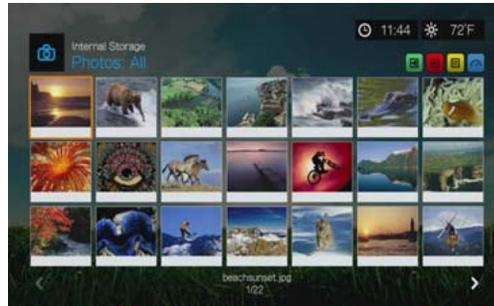 11:44 72°F
Internal Storage
Photos: All
beachsunset.jpg
1/22